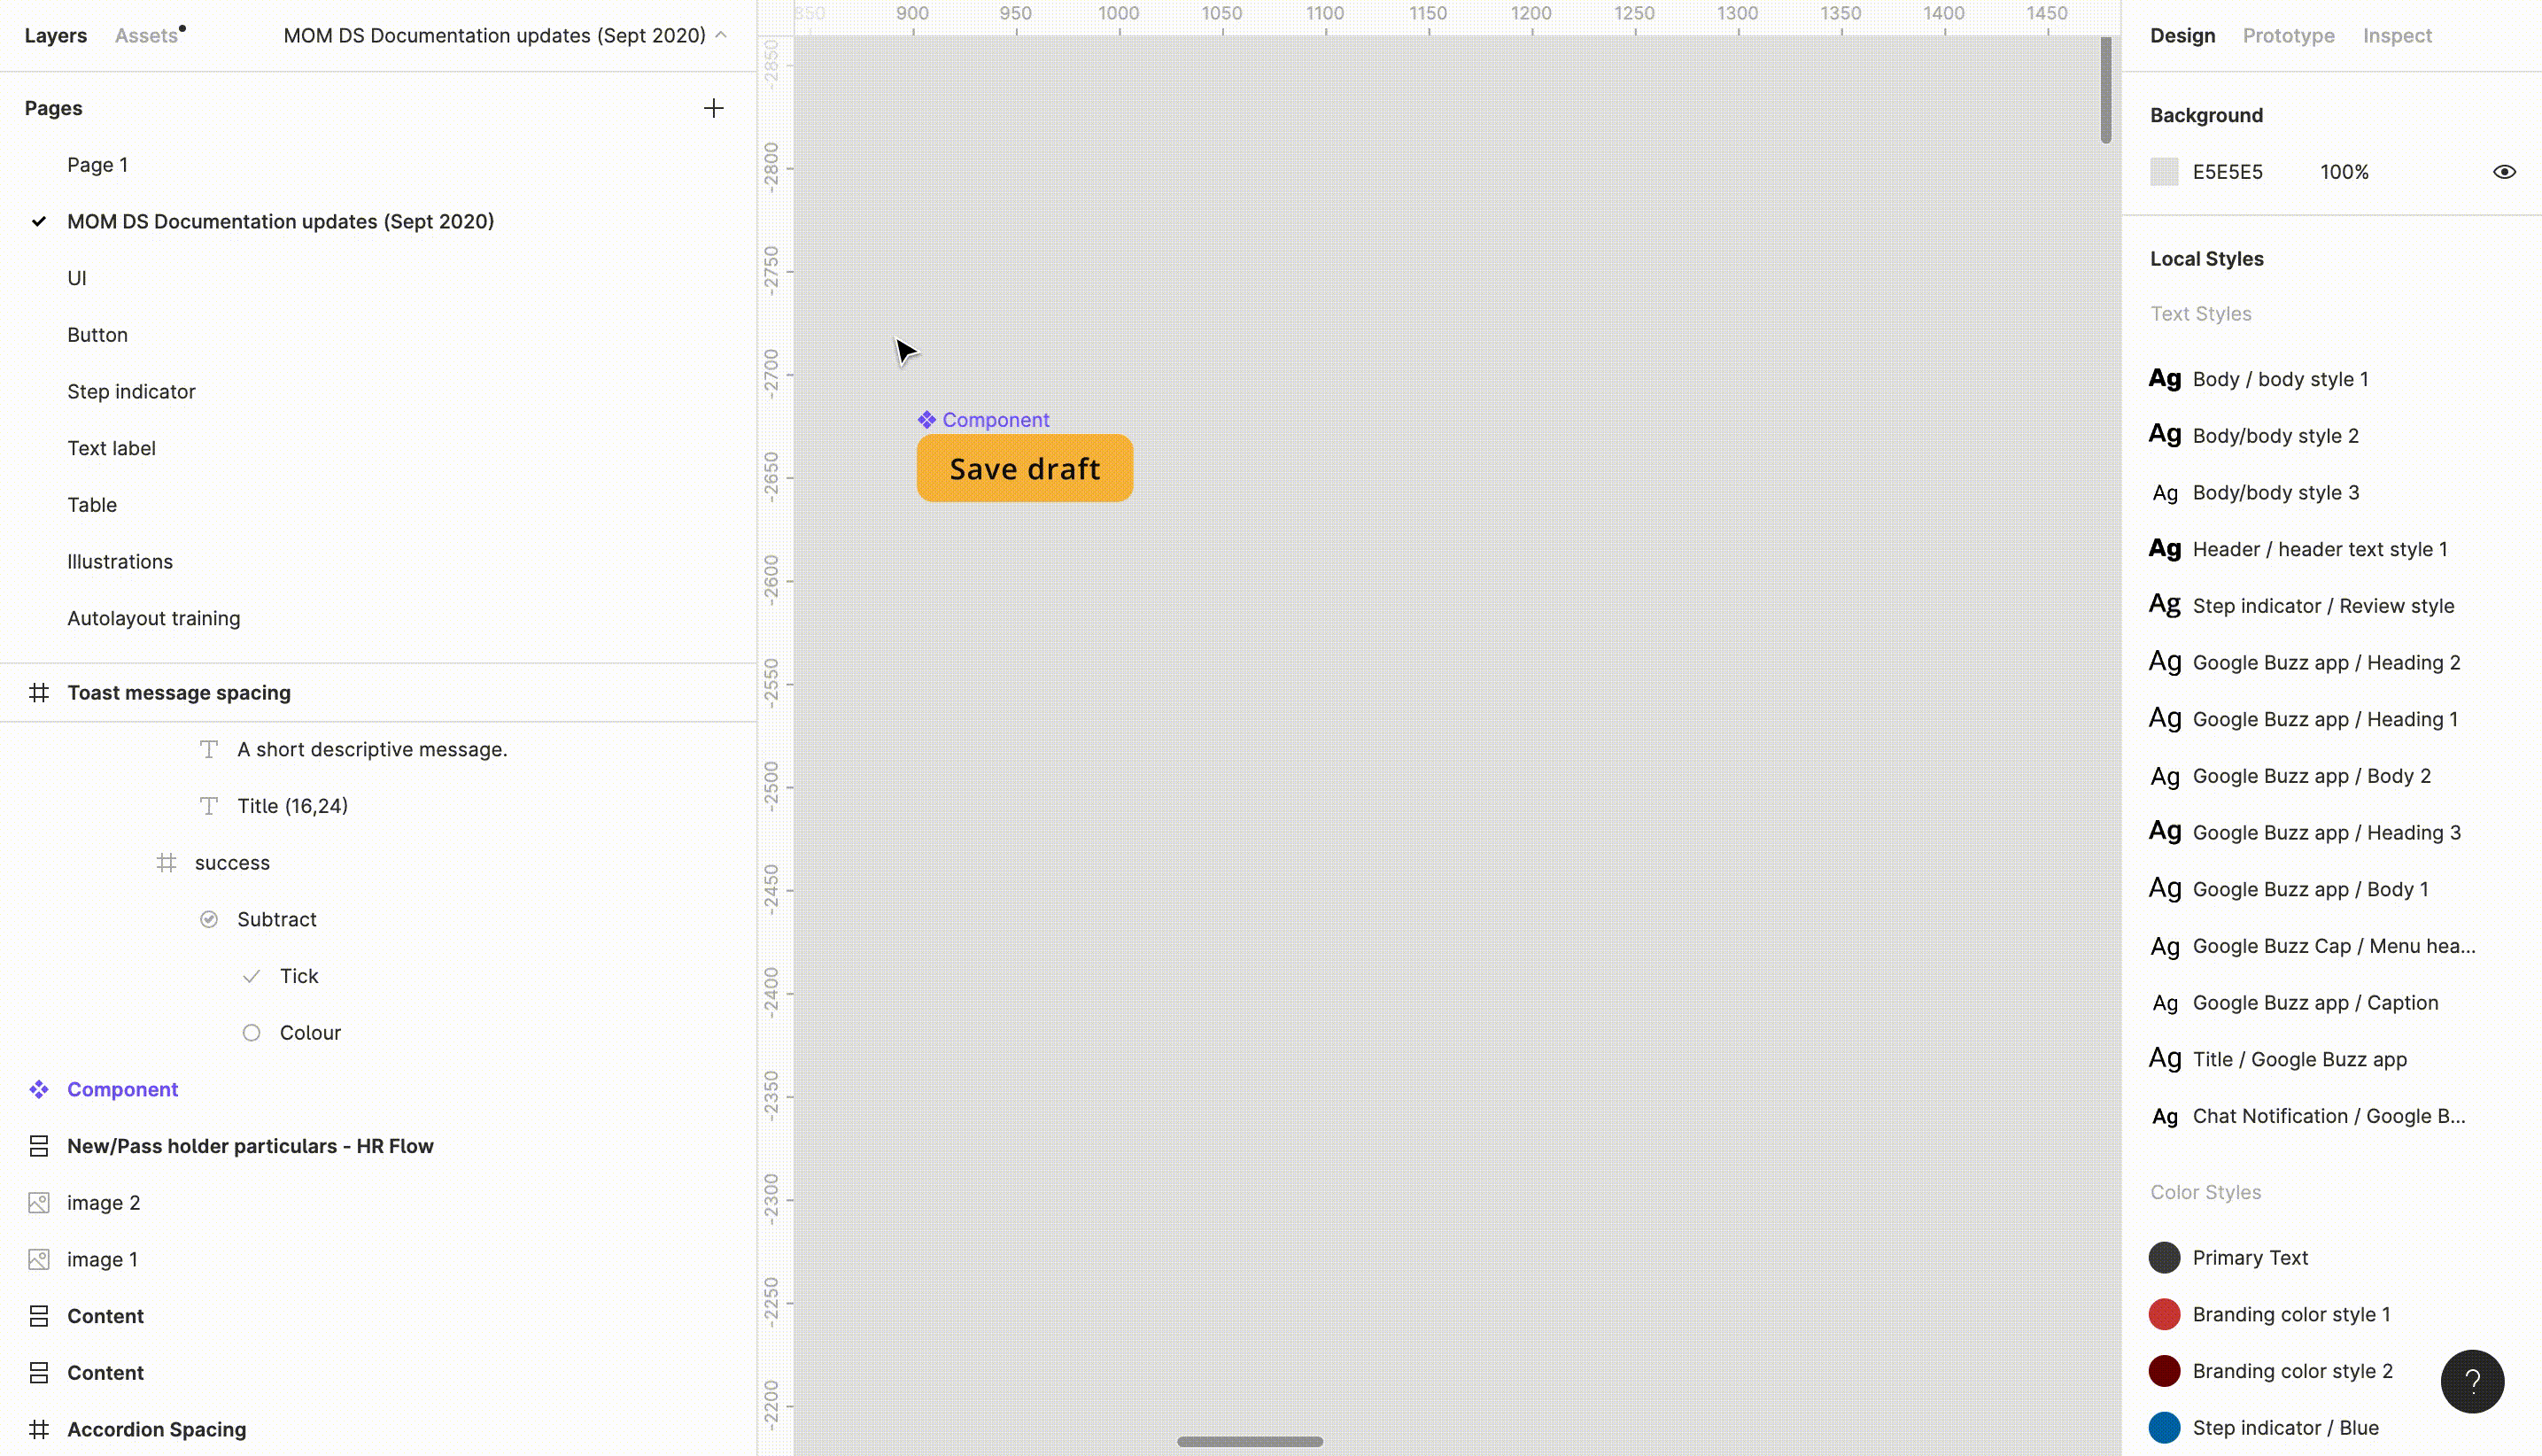 Layers
Assets
MOM DS Documentation updates (Sept 2020)
Pages
Page 1
MOM DS Documentation updates (Sept 2020)
UI
Button
Step indicator
Text label
Table
Illustrations
Autolayout training
Toast message spacing
A short descriptive message.
Title (16,24)
success
Subtract
Tick
Colour
Component
New/Pass holder particulars - HR Flow
image 2
image 1
Content
Content
Accordion Spacing
850 900 950 1000 1050 1100 1150 1200 1250 1300 1350 1400 1450
-2850
-2800
-2750
-2700
-2650
-2600
-2550
-2500
-2450
-2400
-2350
-2300
-2250
-2200
Component
Save draft
Design
Prototype
Inspect
Background
E5E5E5 100%
Local Styles
Text Styles
Ag Body / body style 1
Ag Body/body style 2
Ag Body/body style 3
Ag Header / header text style 1
Ag Step indicator / Review style
Ag Google Buzz app / Heading 2
Ag Google Buzz app / Heading 1
Ag Google Buzz app / Body 2
Ag Google Buzz app / Heading 3
Ag Google Buzz app / Body 1
Ag Google Buzz Cap / Menu hea...
Ag Google Buzz app / Caption
Ag Title / Google Buzz app
Ag Chat Notification / Google B...
Color Styles
Primary Text
Branding color style 1
Branding color style 2
Step indicator / Blue
?